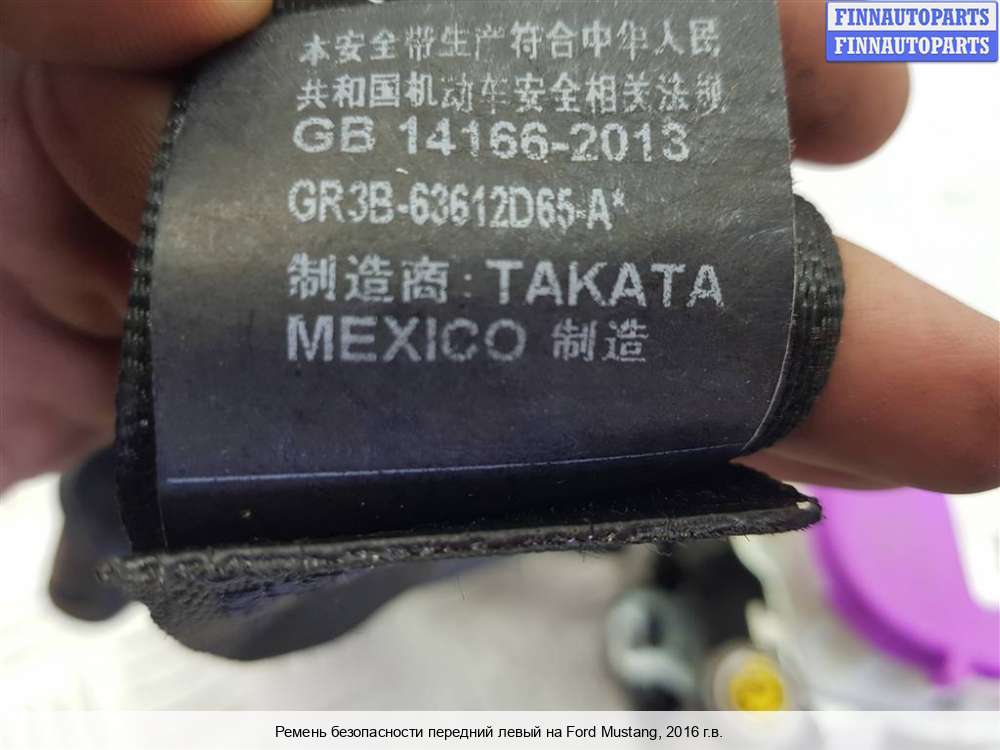 FINNAUTOPARTS
FINNAUTOPARTS
本安全带生产符合中华人民
共和国机动车安全相关法规
GB 14166-2013
GR3B-63612D65-A*
制造商: TAKATA
MEXICO 制造
Ремень безопасности передний левый на Ford Mustang, 2016 г.в.